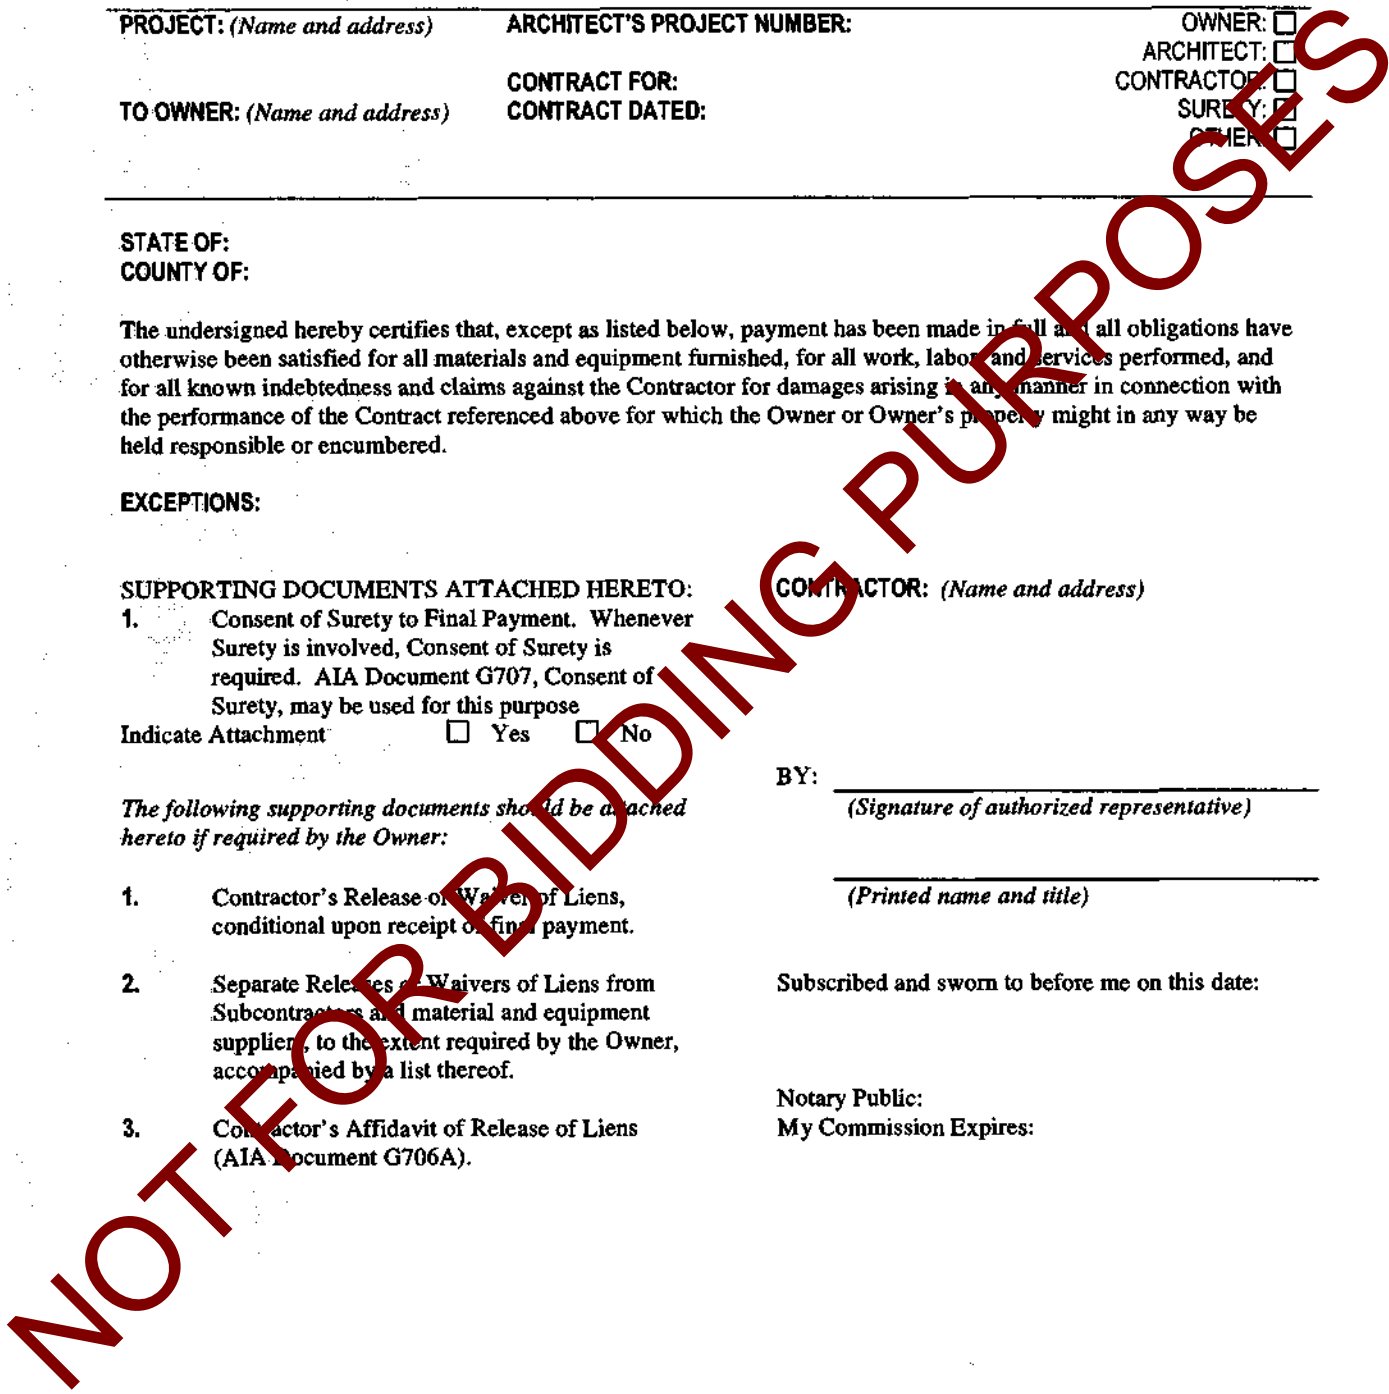 PROJECT: (Name and address)
ARCHITECT'S PROJECT NUMBER:
OWNER:
ARCHITECT:
CONTRACT FOR:
CONTRACTOR:
TO OWNER: (Name and address)
CONTRACT DATED:
SURETY:
OTHER:
STATE OF:
COUNTY OF:
The undersigned hereby certifies that, except as listed below, payment has been made in full and all obligations have
otherwise been satisfied for all materials and equipment furnished, for all work, labor, and services performed, and
for all known indebtedness and claims against the Contractor for damages arising in any manner in connection with
the performance of the Contract referenced above for which the Owner or Owner's property might in any way be
held responsible or encumbered.
EXCEPTIONS:
SUPPORTING DOCUMENTS ATTACHED HERETO:
1. Consent of Surety to Final Payment. Whenever
Surety is involved, Consent of Surety is
required. AIA Document G707, Consent of
Surety, may be used for this purpose
Indicate Attachment Yes No
The following supporting documents should be attached
hereto if required by the Owner:
1. Contractor's Release or Waiver of Liens,
conditional upon receipt of final payment.
2. Separate Releases or Waivers of Liens from
Subcontractors and material and equipment
suppliers, to the extent required by the Owner,
accompanied by a list thereof.
3. Contractor's Affidavit of Release of Liens
(AIA Document G706A).
CONTRACTOR: (Name and address)
BY:
(Signature of authorized representative)
(Printed name and title)
Subscribed and sworn to before me on this date:
Notary Public:
My Commission Expires:
NOT FOR BIDDING PURPOSES